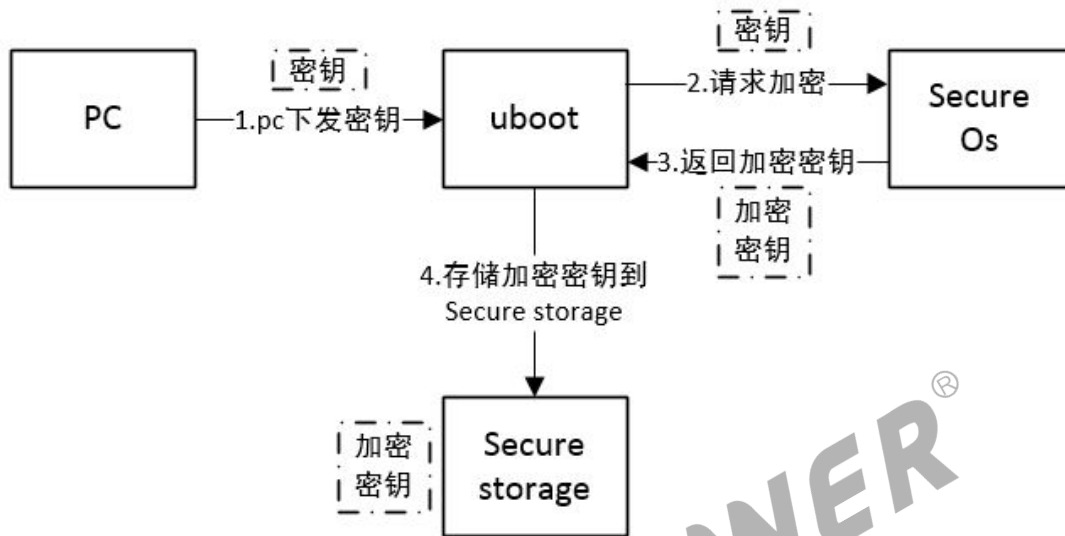 密钥
密钥
PC
1.pc下发密钥
uboot
2.请求加密
Secure
Os
3.返回加密密钥
加密
密钥
4.存储加密密钥到
Secure storage
加密
密钥
Secure
storage
NER®